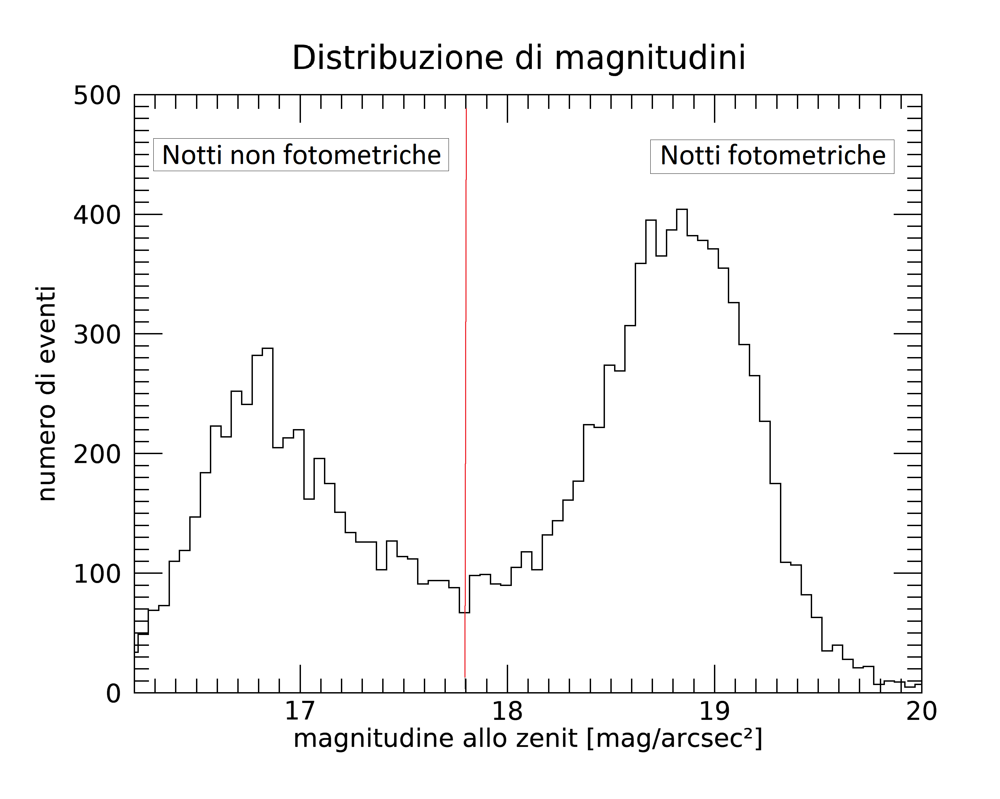 Distribuzione di magnitudini
500
Notti non fotometriche
Notti fotometriche
400
300
200
100
0
numero di eventi
17 18 19 20
magnitudine allo zenit [mag/arcsec²]